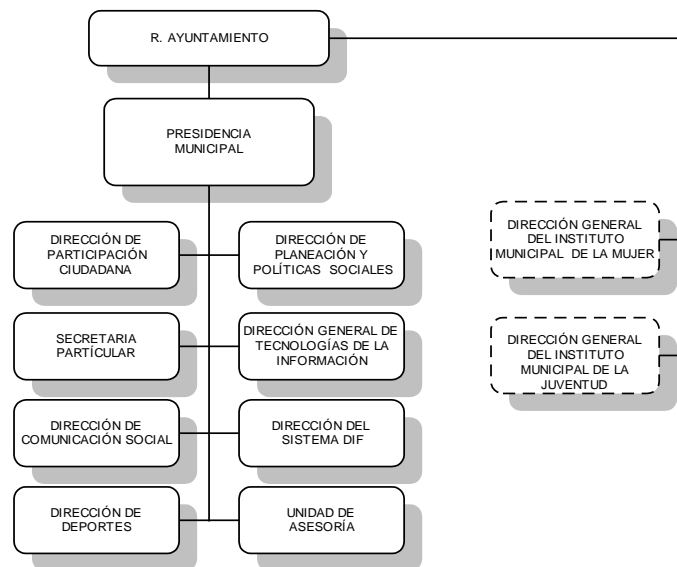 R. AYUNTAMIENTO
PRESIDENCIA
MUNICIPAL
DIRECCIÓN DE
PARTICIPACIÓN
CIUDADANA
DIRECCIÓN DE
PLANEACIÓN Y
POLÍTICAS SOCIALES
DIRECCIÓN GENERAL
DEL INSTITUTO
MUNICIPAL DE LA MUJER
SECRETARIA
PARTÍCULAR
DIRECCIÓN GENERAL DE
TECNOLOGÍAS DE LA
INFORMACIÓN
DIRECCIÓN GENERAL
DEL INSTITUTO
MUNICIPAL DE LA
JUVENTUD
DIRECCIÓN DE
COMUNICACIÓN SOCIAL
DIRECCIÓN DEL
SISTEMA DIF
DIRECCIÓN DE
DEPORTES
UNIDAD DE
ASESORÍA